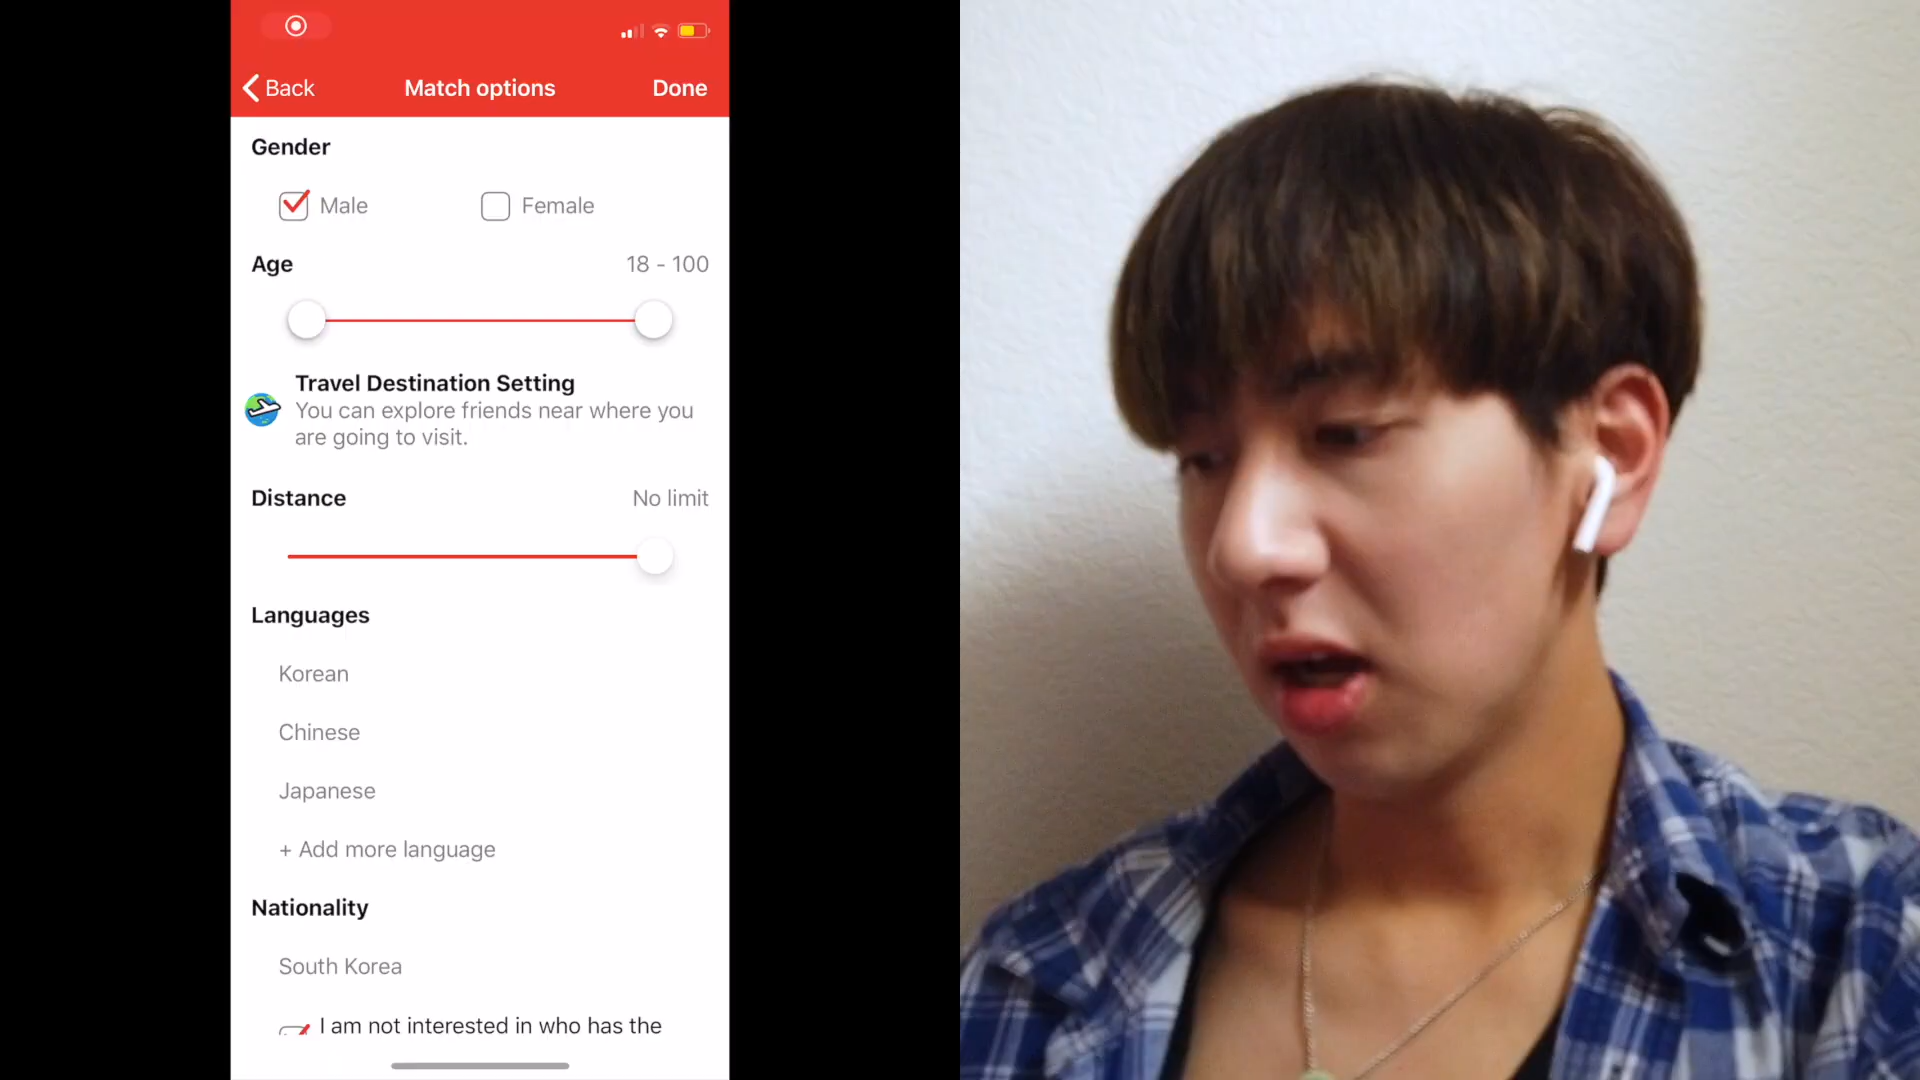 Back
Match options
Done
Gender
Male
Female
Age
18 - 100
Travel Destination Setting
You can explore friends near where you
are going to visit.
Distance
No limit
Languages
Korean
Chinese
Japanese
+ Add more language
Nationality
South Korea
I am not interested in who has the